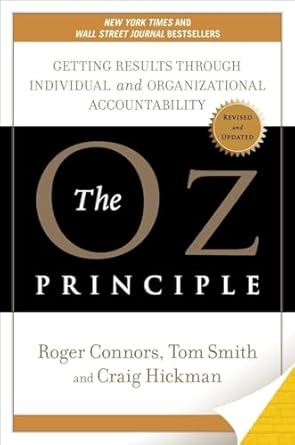 NEW YORK TIMES AND
WALL STREET JOURNAL BESTSELLERS
GETTING RESULTS THROUGH
INDIVIDUAL and ORGANIZATIONAL
ACCOUNTABILITY
REVISED
and
UPDATED
The
OZ
PRINCIPLE
Roger Connors, Tom Smith
and Craig Hickman